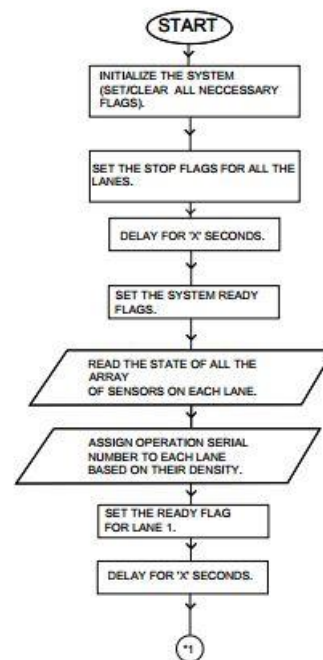 START
INITIALIZE THE SYSTEM
(SET/CLEAR ALL NECCESSARY
FLAGS).
SET THE STOP FLAGS FOR ALL THE
LANES.
DELAY FOR 'X' SECONDS.
SET THE SYSTEM READY
FLAGS.
READ THE STATE OF ALL THE
ARRAY
OF SENSORS ON EACH LANE.
ASSIGN OPERATION SERIAL
NUMBER TO EACH LANE
BASED ON THEIR DENSITY.
SET THE READY FLAG
FOR LANE 1.
DELAY FOR 'X' SECONDS.
*1